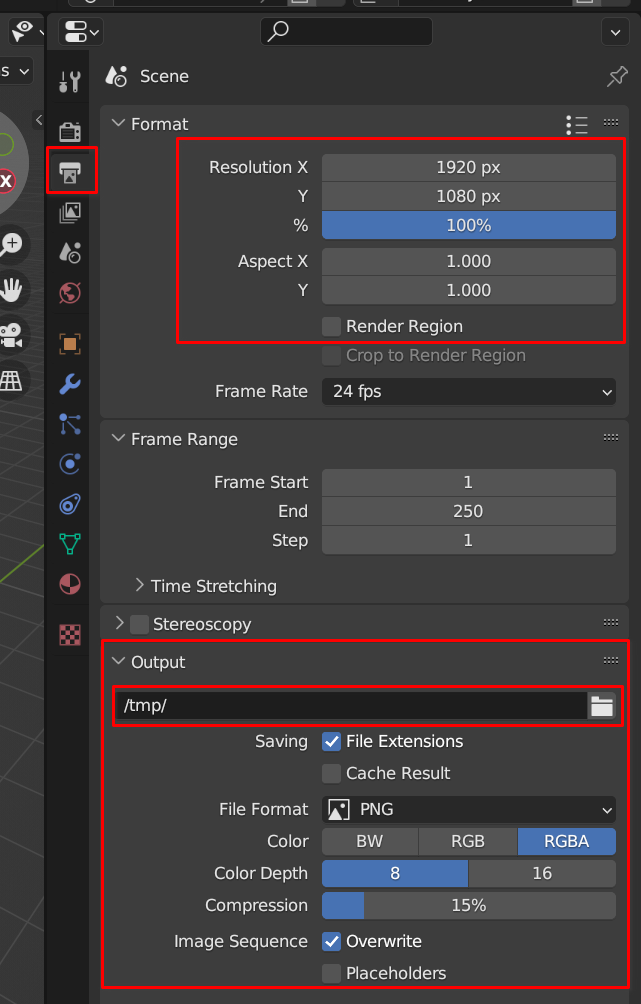 s
Scene
X
Format
Resolution X 1920 px
Y 1080 px
% 100%
Aspect X 1.000
Y 1.000
Render Region
Crop to Render Region
Frame Rate 24 fps
Frame Range
Frame Start 1
End 250
Step 1
Time Stretching
Stereoscopy
Output
/tmp/
Saving File Extensions
Cache Result
File Format PNG
Color BW RGB RGBA
Color Depth 8 16
Compression 15%
Image Sequence Overwrite
Placeholders